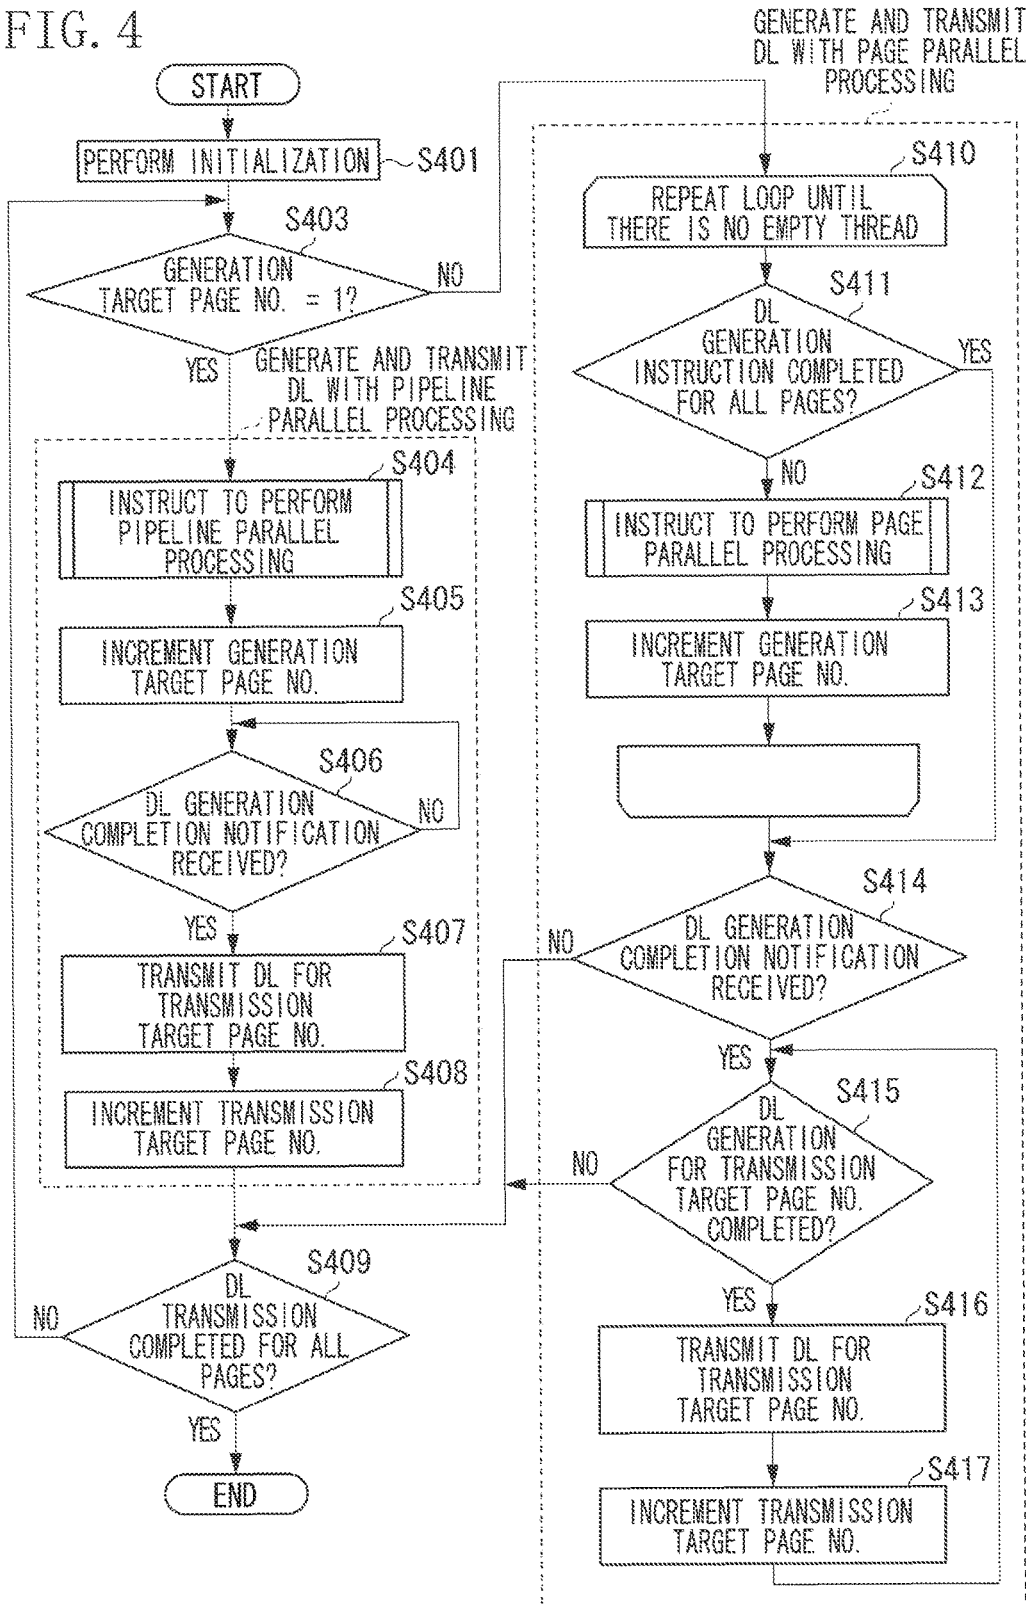 FIG. 4
START
PERFORM INITIALIZATION
S401
S403
GENERATION
TARGET PAGE NO. = 1?
NO
YES
GENERATE AND TRANSMIT
DL WITH PIPELINE
PARALLEL PROCESSING
S404
INSTRUCT TO PERFORM
PIPELINE PARALLEL
PROCESSING
S405
INCREMENT GENERATION
TARGET PAGE NO.
S406
DL GENERATION
COMPLETION NOTIFICATION
RECEIVED?
NO
YES
S407
TRANSMIT DL FOR
TRANSMISSION
TARGET PAGE NO.
S408
INCREMENT TRANSMISSION
TARGET PAGE NO.
S409
DL
TRANSMISSION
COMPLETED FOR ALL
PAGES?
NO
YES
END
GENERATE AND TRANSMIT
DL WITH PAGE PARALLEL
PROCESSING
S410
REPEAT LOOP UNTIL
THERE IS NO EMPTY THREAD
S411
DL
GENERATION
INSTRUCTION COMPLETED
FOR ALL PAGES?
YES
NO
S412
INSTRUCT TO PERFORM PAGE
PARALLEL PROCESSING
S413
INCREMENT GENERATION
TARGET PAGE NO.
S414
DL GENERATION
COMPLETION NOTIFICATION
RECEIVED?
NO
YES
S415
DL
GENERATION
FOR TRANSMISSION
TARGET PAGE NO.
COMPLETED?
NO
YES
S416
TRANSMIT DL FOR
TRANSMISSION
TARGET PAGE NO.
S417
INCREMENT TRANSMISSION
TARGET PAGE NO.